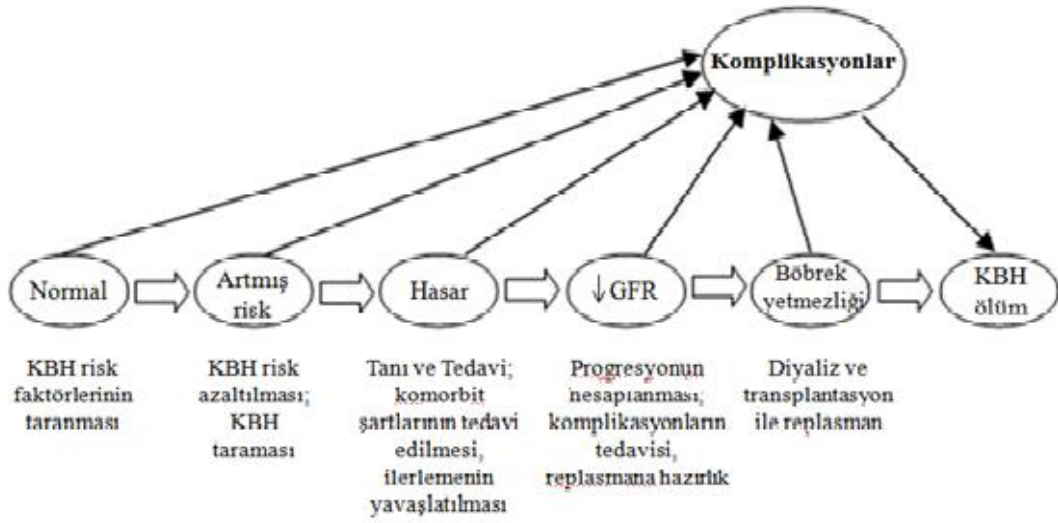 Komplikasyonlar
Normal
Artmış
risk
Hasar
↓GFR
Böbrek
yetmezliği
KBH
ölüm
KBH risk
faktörlerinin
taranması
KBH risk
azaltılması;
KBH
taraması
Tanı ve Tedavi;
komorbit
şartlarının tedavi
edilmesi,
ilerlemenin
yavaşlatılması
Progresyonun
hesaplanması;
komplikasyonların
tedavisi,
replasmana hazırlık
Diyaliz ve
transplantasyon
ile replasman